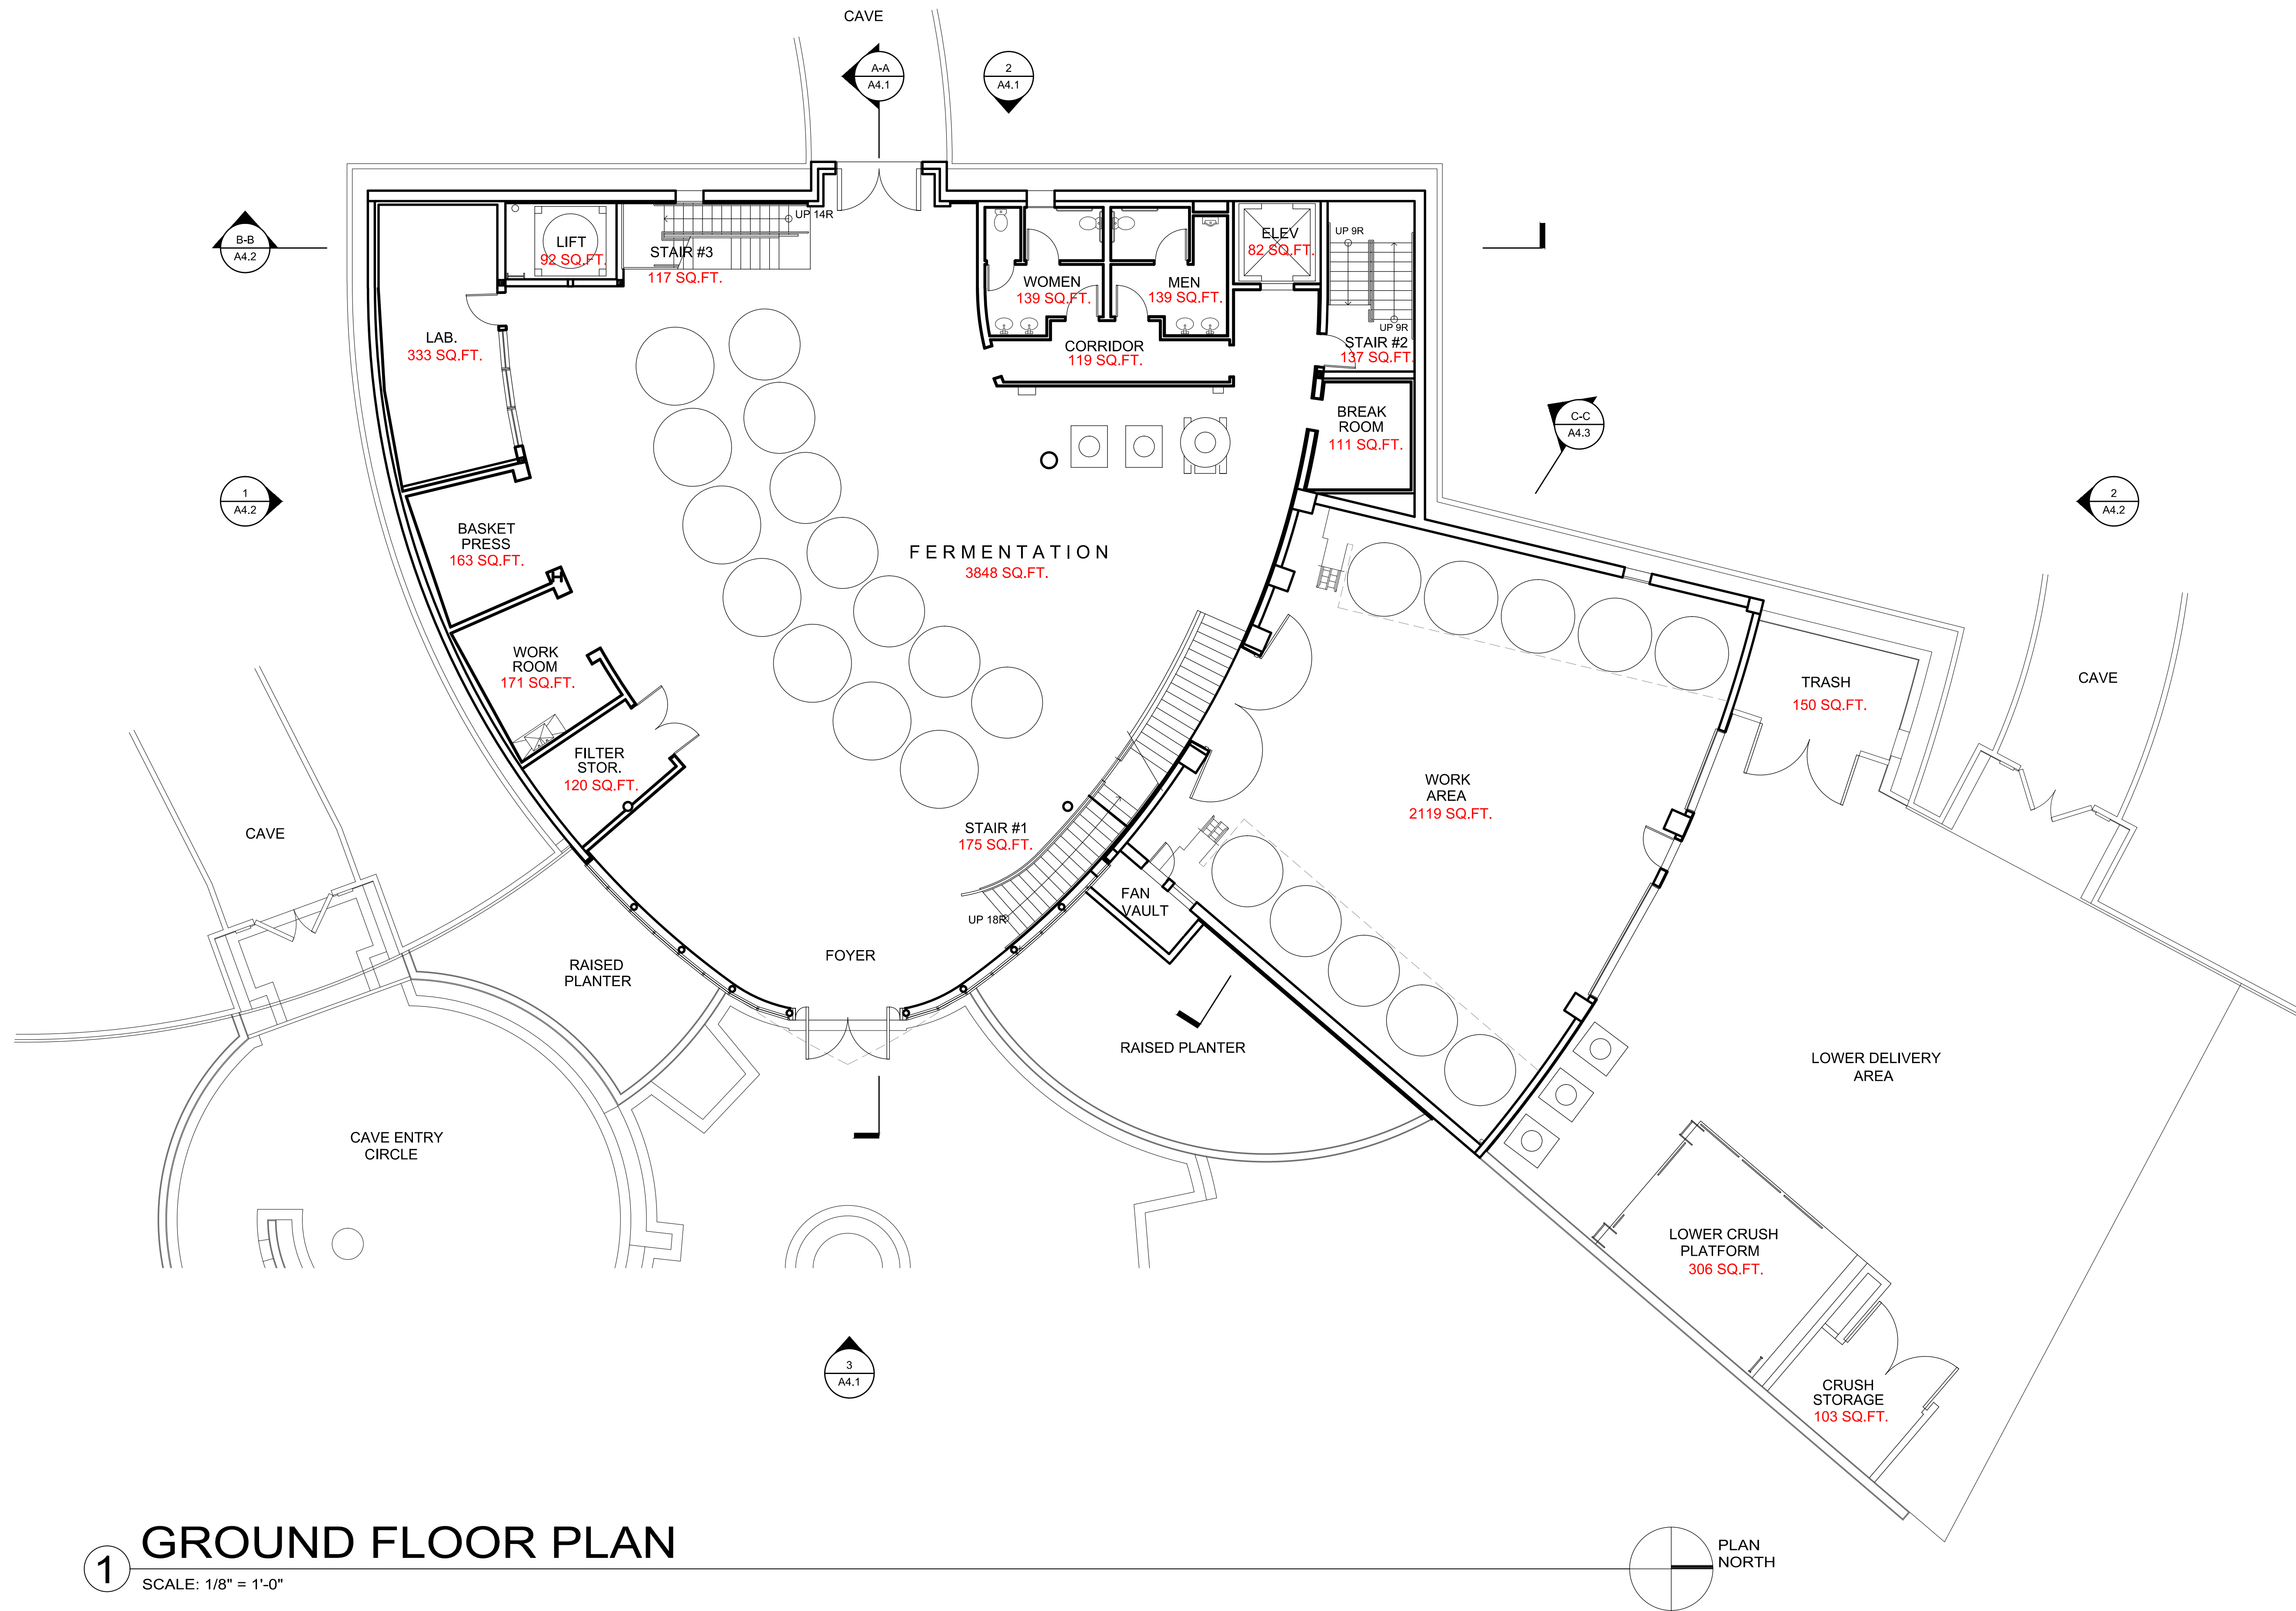 CAVE
A-A
A4.1
2
A4.1
UP 14R
B-B
A4.2
LIFT
92 SQ.FT.
STAIR #3
117 SQ.FT.
ELEV
82 SQ.FT.
UP 9R
WOMEN
139 SQ.FT.
MEN
139 SQ.FT.
UP 9R
LAB.
333 SQ.FT.
CORRIDOR
119 SQ.FT.
STAIR #2
137 SQ.FT.
BREAK
ROOM
111 SQ.FT.
C-C
A4.3
1
A4.2
2
A4.2
BASKET
PRESS
163 SQ.FT.
FERMENTATION
3848 SQ.FT.
WORK
ROOM
171 SQ.FT.
TRASH
150 SQ.FT.
CAVE
FILTER
STOR.
120 SQ.FT.
WORK
AREA
2119 SQ.FT.
CAVE
STAIR #1
175 SQ.FT.
FAN
VAULT
UP 18R
FOYER
RAISED
PLANTER
RAISED PLANTER
LOWER DELIVERY
AREA
CAVE ENTRY
CIRCLE
LOWER CRUSH
PLATFORM
306 SQ.FT.
3
A4.1
CRUSH
STORAGE
103 SQ.FT.
1
GROUND FLOOR PLAN
SCALE: 1/8" = 1'-0"
PLAN
NORTH